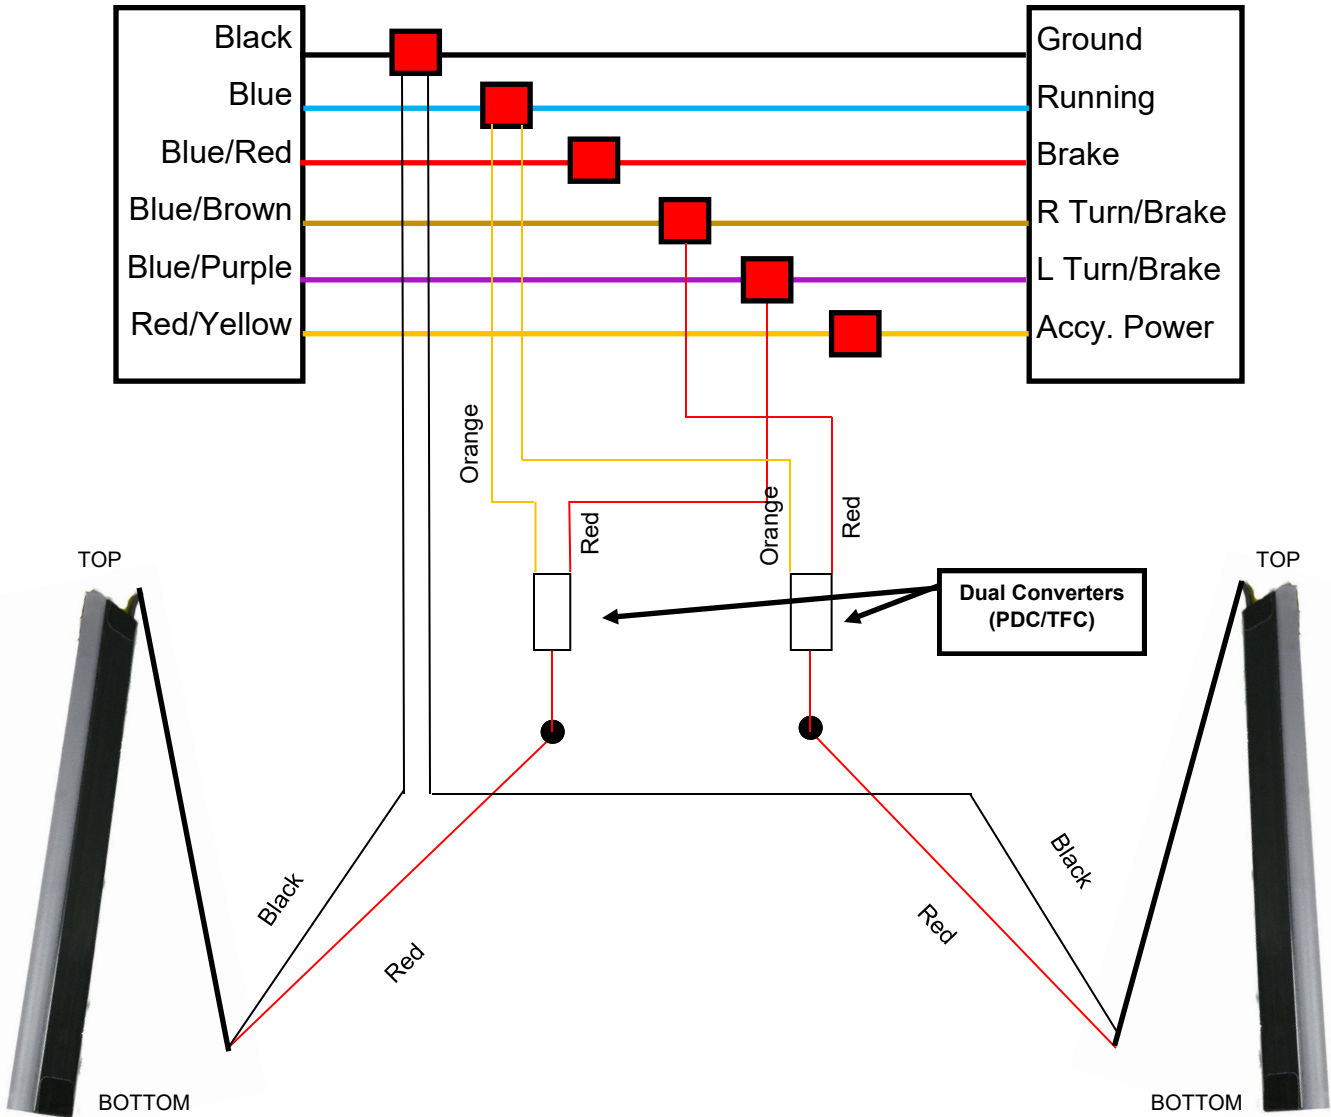 Black
Blue
Blue/Red
Blue/Brown
Blue/Purple
Red/Yellow
Ground
Running
Brake
R Turn/Brake
L Turn/Brake
Accy. Power
Orange
Red
Orange
Red
TOP
TOP
Dual Converters
(PDC/TFC)
Black
Red
Red
Black
BOTTOM
BOTTOM